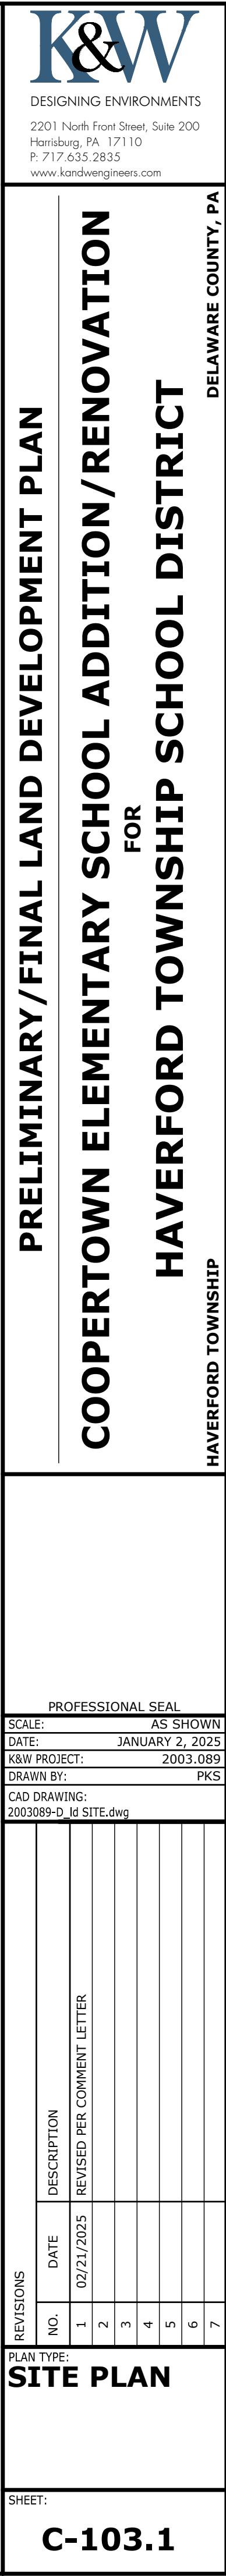 K&W
DESIGNING ENVIRONMENTS
2201 North Front Street, Suite 200
Harrisburg, PA 17110
P: 717.635.2835
www.kandwengineers.com
PRELIMINARY/FINAL LAND DEVELOPMENT PLAN
COOPERTOWN ELEMENTARY SCHOOL ADDITION/RENOVATION
FOR
HAVERFORD TOWNSHIP SCHOOL DISTRICT
HAVERFORD TOWNSHIP DELAWARE COUNTY, PA
PROFESSIONAL SEAL
SCALE: AS SHOWN
DATE: JANUARY 2, 2025
K&W PROJECT: 2003.089
DRAWN BY: PKS
CAD DRAWING:
2003089-D_ld SITE.dwg
REVISIONS
NO. DATE DESCRIPTION
1 02/21/2025 REVISED PER COMMENT LETTER
2
3
4
5
6
7
PLAN TYPE:
SITE PLAN
SHEET:
C-103.1